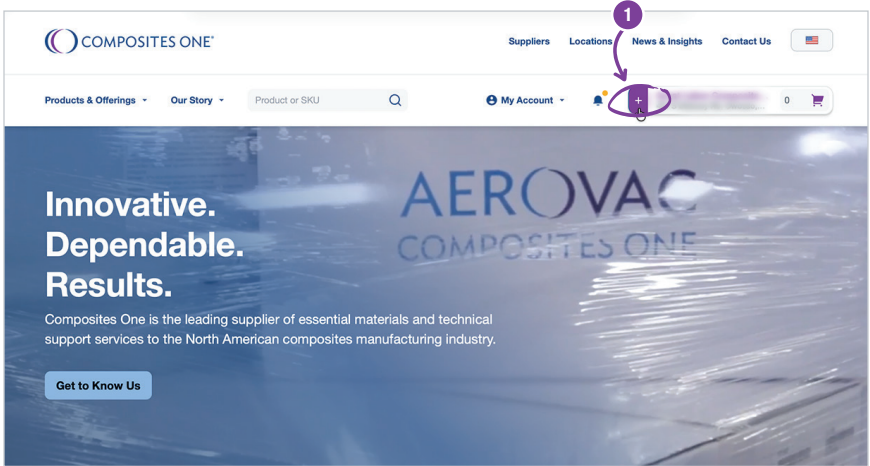 1
COMPOSITES ONE®
Suppliers
Locations
News & Insights
Contact Us
Products & Offerings
Our Story
Product or SKU
My Account
+
0
AEROVAC
COMPOSITES ONE
Innovative.
Dependable.
Results.
Composites One is the leading supplier of essential materials and technical
support services to the North American composites manufacturing industry.
Get to Know Us